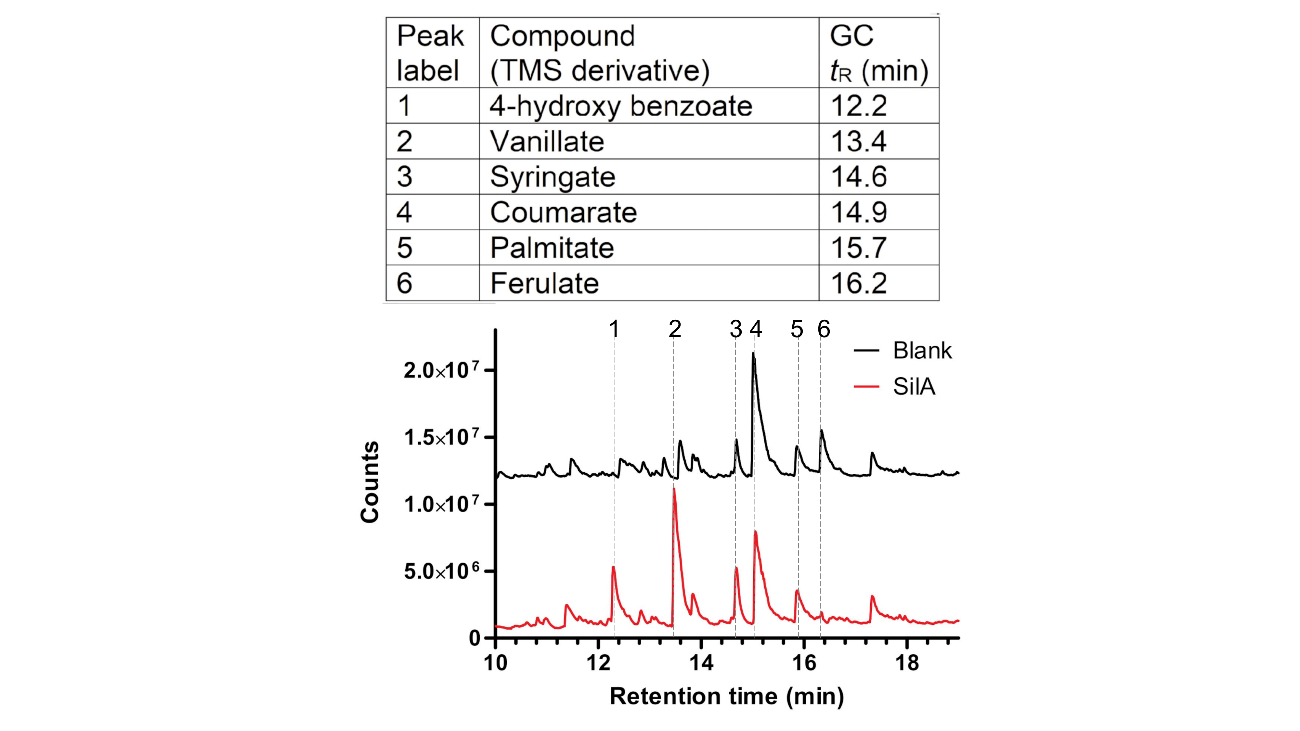 Peak label Compound (TMS derivative) GC tR (min)
1 4-hydroxy benzoate 12.2
2 Vanillate 13.4
3 Syringate 14.6
4 Coumarate 14.9
5 Palmitate 15.7
6 Ferulate 16.2
1 2 3 4 5 6
Blank
SilA
2.0×10⁷
1.5×10⁷
1.0×10⁷
5.0×10⁶
0
Counts
10 12 14 16 18
Retention time (min)